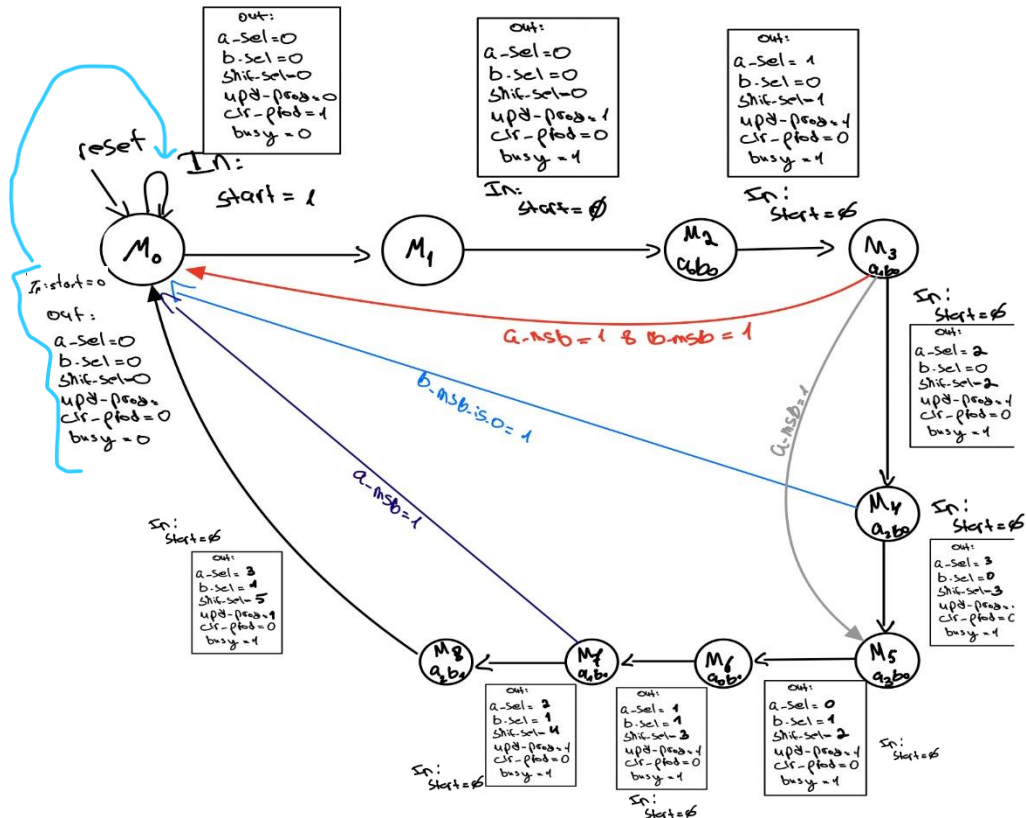 out:
a-sel=0
b-sel=0
shif-sel=0
upd-prod=0
clr-prod=1
busy=0
out:
a-sel=0
b-sel=0
shif-sel=0
upd-prod=1
clr-prod=0
busy=1
out:
a-sel=1
b-sel=0
shif-sel=1
upd-prod=1
clr-prod=0
busy=1
reset
In:
start=1
In:
start=ø
In:
start=ø
M0
M1
M2
a0b0
M3
a1b0
In: start=0
out:
a-sel=0
b-sel=0
shif-sel=0
upd-prod=
clr-prod=0
busy=0
a-msb=1 & b-msb=1
In:
start=ø
out:
a-sel=2
b-sel=0
shif-sel=2
upd-prod=1
clr-prod=0
busy=1
b-msb-is-0=1
a-msb=1
a-msb=1
M4
a2b0
In:
start=ø
out:
a-sel=3
b-sel=0
shif-sel=3
upd-prod=
clr-prod=0
busy=1
In:
start=ø
out:
a-sel=3
b-sel=1
shif-sel=5
upd-prod=1
clr-prod=0
busy=1
M8
a2b1
M7
a1b1
M6
a0b1
M5
a3b0
out:
a-sel=2
b-sel=1
shif-sel=4
upd-prod=1
clr-prod=0
busy=1
In:
start=ø
out:
a-sel=1
b-sel=1
shif-sel=3
upd-prod=1
clr-prod=0
busy=1
In:
start=ø
out:
a-sel=0
b-sel=1
shif-sel=2
upd-prod=1
clr-prod=0
busy=1
In:
start=ø